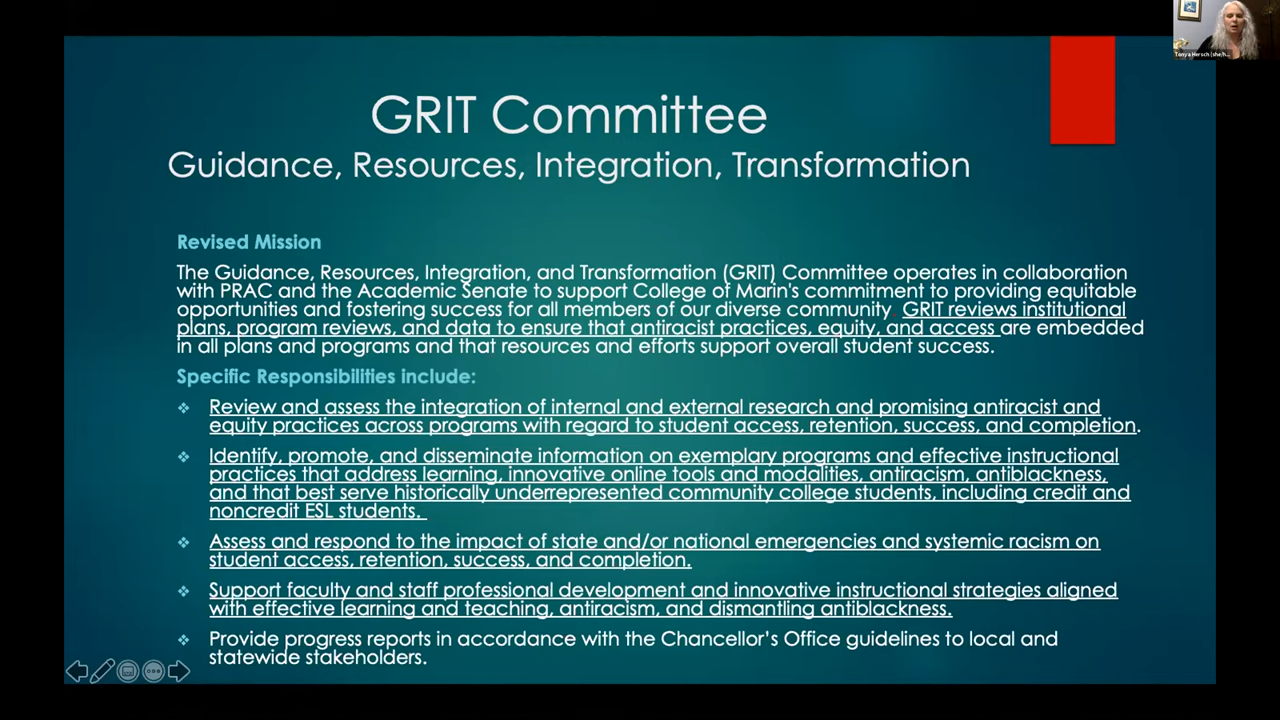 GRIT Committee
Guidance, Resources, Integration, Transformation
Revised Mission
The Guidance, Resources, Integration, and Transformation (GRIT) Committee operates in collaboration
with PRAC and the Academic Senate to support College of Marin's commitment to providing equitable
opportunities and fostering success for all members of our diverse community GRIT reviews institutional
plans, program reviews, and data to ensure that antiracist practices, equity, and access are embedded
in all plans and programs and that resources and efforts support overall student success.
Specific Responsibilities include:
Review and assess the integration of internal and external research and promising antiracist and
equity practices across programs with regard to student access, retention, success, and completion.
Identify, promote, and disseminate information on exemplary programs and effective instructional
practices that address learning, innovative online tools and modalities, antiracism, antiblackness,
and that best serve historically underrepresented community college students, including credit and
noncredit ESL students.
Assess and respond to the impact of state and/or national emergencies and systemic racism on
student access, retention, success, and completion.
Support faculty and staff professional development and innovative instructional strategies aligned
with effective learning and teaching, antiracism, and dismantling antiblackness.
Provide progress reports in accordance with the Chancellor's Office guidelines to local and
statewide stakeholders.
Tonya Hersch (she/h...